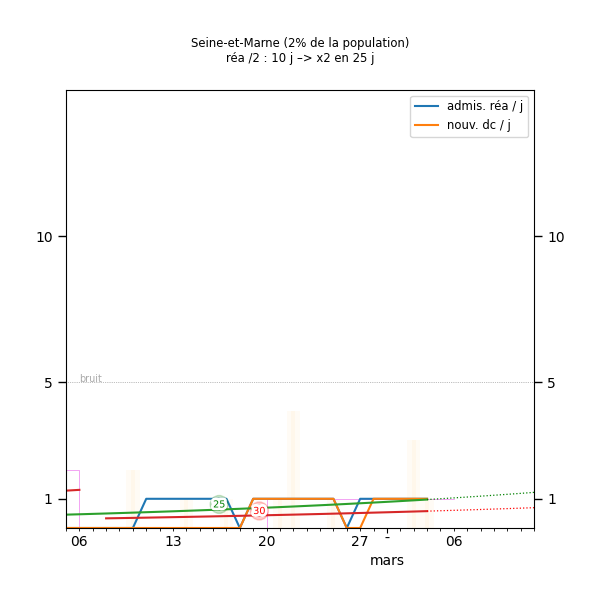 Seine-et-Marne (2% de la population)
réa /2 : 10 j –> x2 en 25 j
admis. réa / j
nouv. dc / j
10 10
bruit
5 5
25
30
1 1
06 13 20 27 - 06
mars